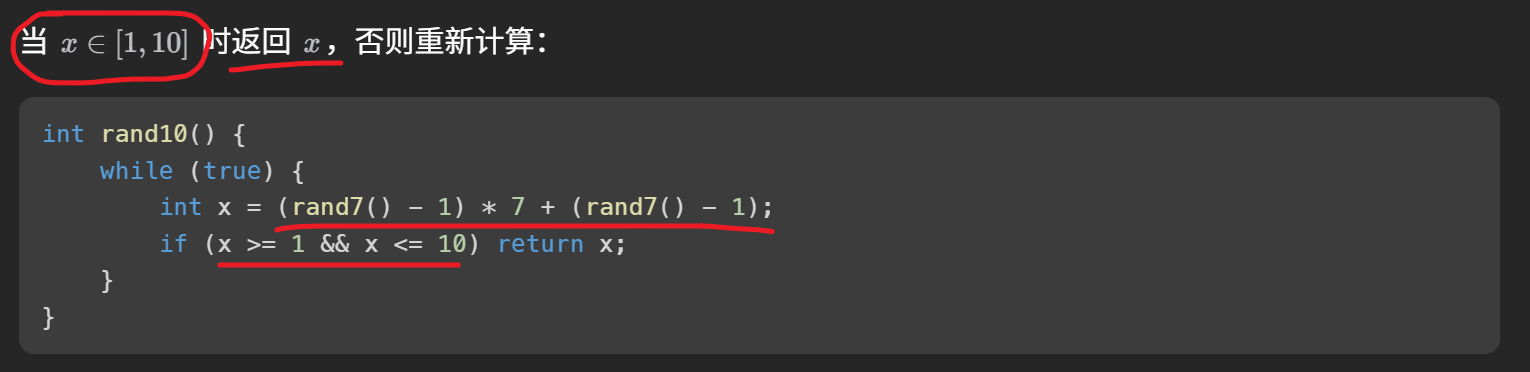 当 x ∈ [1, 10] 时返回 x，否则重新计算：
int rand10() {
    while (true) {
        int x = (rand7() - 1) * 7 + (rand7() - 1);
        if (x >= 1 && x <= 10) return x;
    }
}